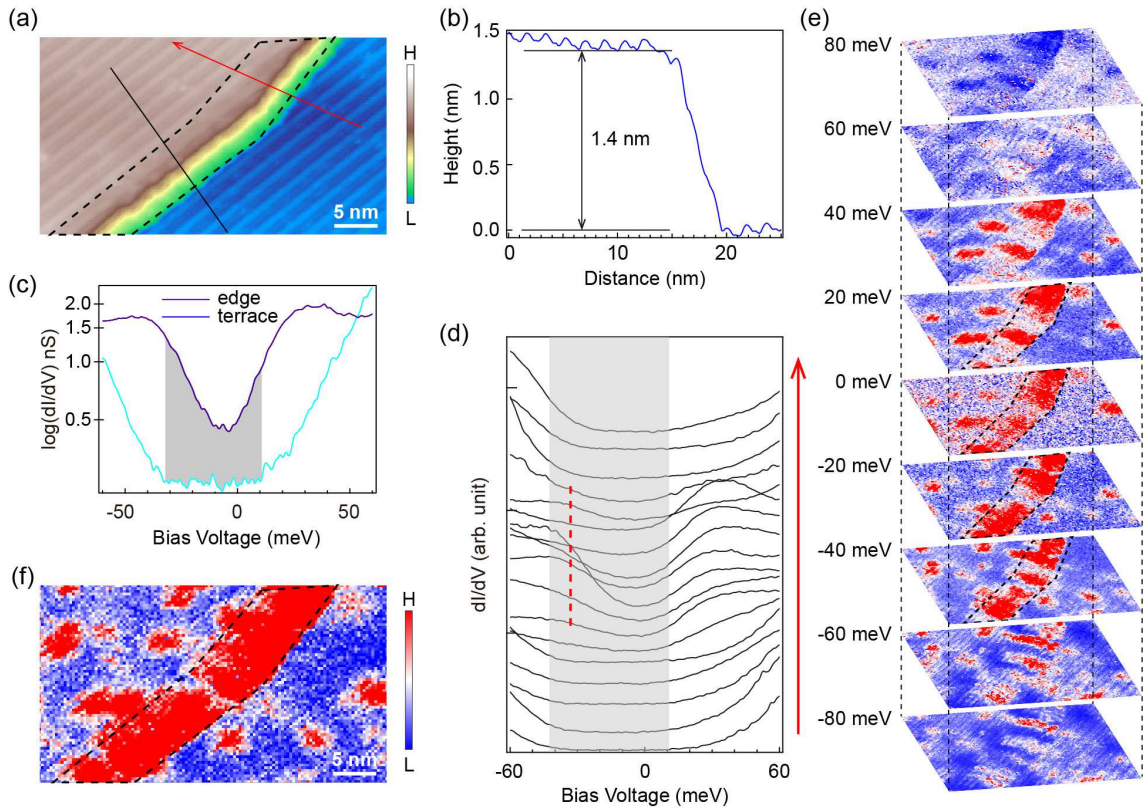 (a)
H
L
5 nm
(b)
Height (nm)
1.5
1.0
0.5
0.0
1.4 nm
0 10 20
Distance (nm)
(c)
log(dI/dV) nS
2.0
1.5
1.0
0.5
edge
terrace
-50 0 50
Bias Voltage (meV)
(d)
dI/dV (arb. unit)
-60 0 60
Bias Voltage (meV)
(e)
80 meV
60 meV
40 meV
20 meV
0 meV
-20 meV
-40 meV
-60 meV
-80 meV
(f)
H
L
5 nm